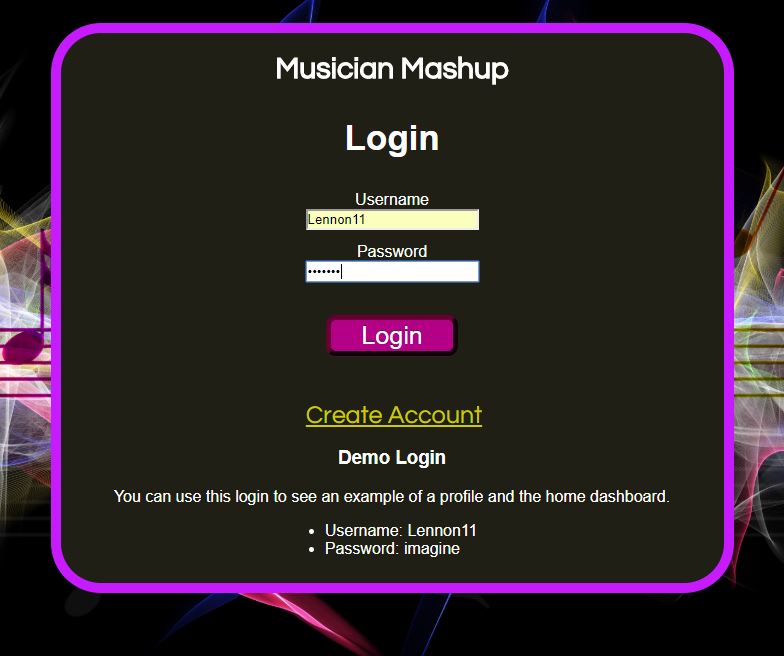 Musician Mashup
Login
Username
Lennon11
Password
•••••••
Login
Create Account
Demo Login
You can use this login to see an example of a profile and the home dashboard.
• Username: Lennon11
• Password: imagine